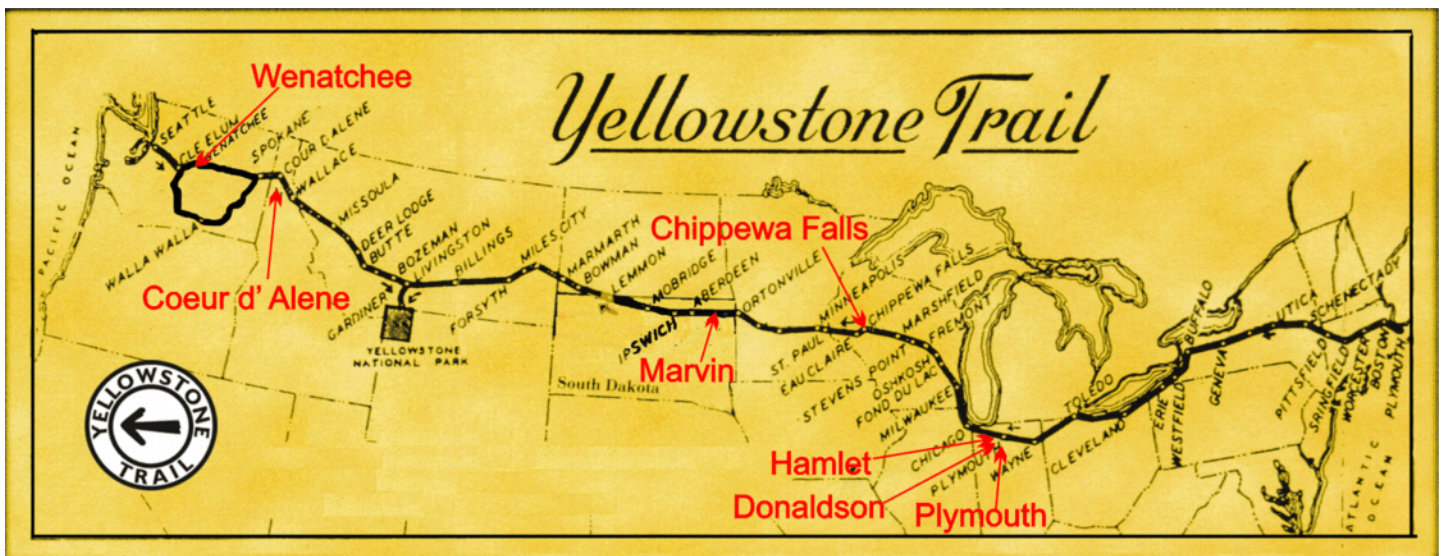 Yellowstone Trail
Wenatchee
Coeur d' Alene
Chippewa Falls
Marvin
Hamlet
Donaldson
Plymouth
PACIFIC OCEAN
SEATTLE
CLE ELUM
WENATCHEE
SPOKANE
COUR D'ALENE
WALLACE
WALLA WALLA
MISSOULA
DEER LODGE
BUTTE
BOZEMAN
LIVINGSTON
BILLINGS
GARDINER
YELLOWSTONE
NATIONAL PARK
FORSYTH
MILES CITY
MARMARTH
BOWMAN
LEMMON
MOBRIDGE
ABERDEEN
IPSWICH
South Dakota
ORTONVILLE
MINNEAPOLIS
ST. PAUL
CHIPPEWA FALLS
EAU CLAIRE
MARSHFIELD
STEVENS POINT
FREMONT
OSHKOSH
FOND DU LAC
MILWAUKEE
CHICAGO
PLYMOUTH
WAYNE
TOLEDO
CLEVELAND
ERIE
WESTFIELD
BUFFALO
GENEVA
UTICA
SCHENECTADY
PITTSFIELD
SRINGFIELD
WORCESTER
BOSTON
PLYMOUTH
ATLANTIC
OCEAN
YELLOWSTONE
TRAIL